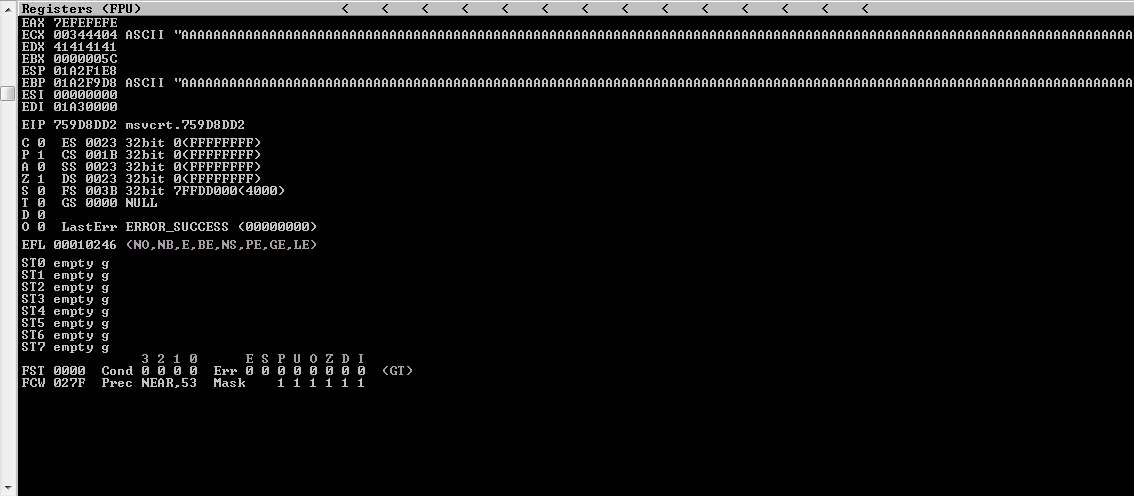 Registers (FPU) < < < < < < < < < < < < < <
EAX 7EFEFEFE
ECX 00344404 ASCII "AAAAAAAAAAAAAAAAAAAAAAAAAAAAAAAAAAAAAAAAAAAAAAAAAAAAAAAAAAAAAAAAAAAAAAAAAAAAAAAAAAAAAAAAAAAAAAAAAAAAAAAAAAAAAAAAAAAAAAA
EDX 41414141
EBX 0000005C
ESP 01A2F1E8
EBP 01A2F9D8 ASCII "AAAAAAAAAAAAAAAAAAAAAAAAAAAAAAAAAAAAAAAAAAAAAAAAAAAAAAAAAAAAAAAAAAAAAAAAAAAAAAAAAAAAAAAAAAAAAAAAAAAAAAAAAAAAAAAAAAAAAAA
ESI 00000000
EDI 01A30000
EIP 759D8DD2 msvcrt.759D8DD2
C 0 ES 0023 32bit 0(FFFFFFFF)
P 1 CS 001B 32bit 0(FFFFFFFF)
A 0 SS 0023 32bit 0(FFFFFFFF)
Z 1 DS 0023 32bit 0(FFFFFFFF)
S 0 FS 003B 32bit 7FFDD000(4000)
T 0 GS 0000 NULL
D 0
O 0 LastErr ERROR_SUCCESS (00000000)
EFL 00010246 (NO,NB,E,BE,NS,PE,GE,LE)
ST0 empty g
ST1 empty g
ST2 empty g
ST3 empty g
ST4 empty g
ST5 empty g
ST6 empty g
ST7 empty g
3 2 1 0 E S P U O Z D I
FST 0000 Cond 0 0 0 0 Err 0 0 0 0 0 0 0 0 (GT)
FCW 027F Prec NEAR,53 Mask 1 1 1 1 1 1